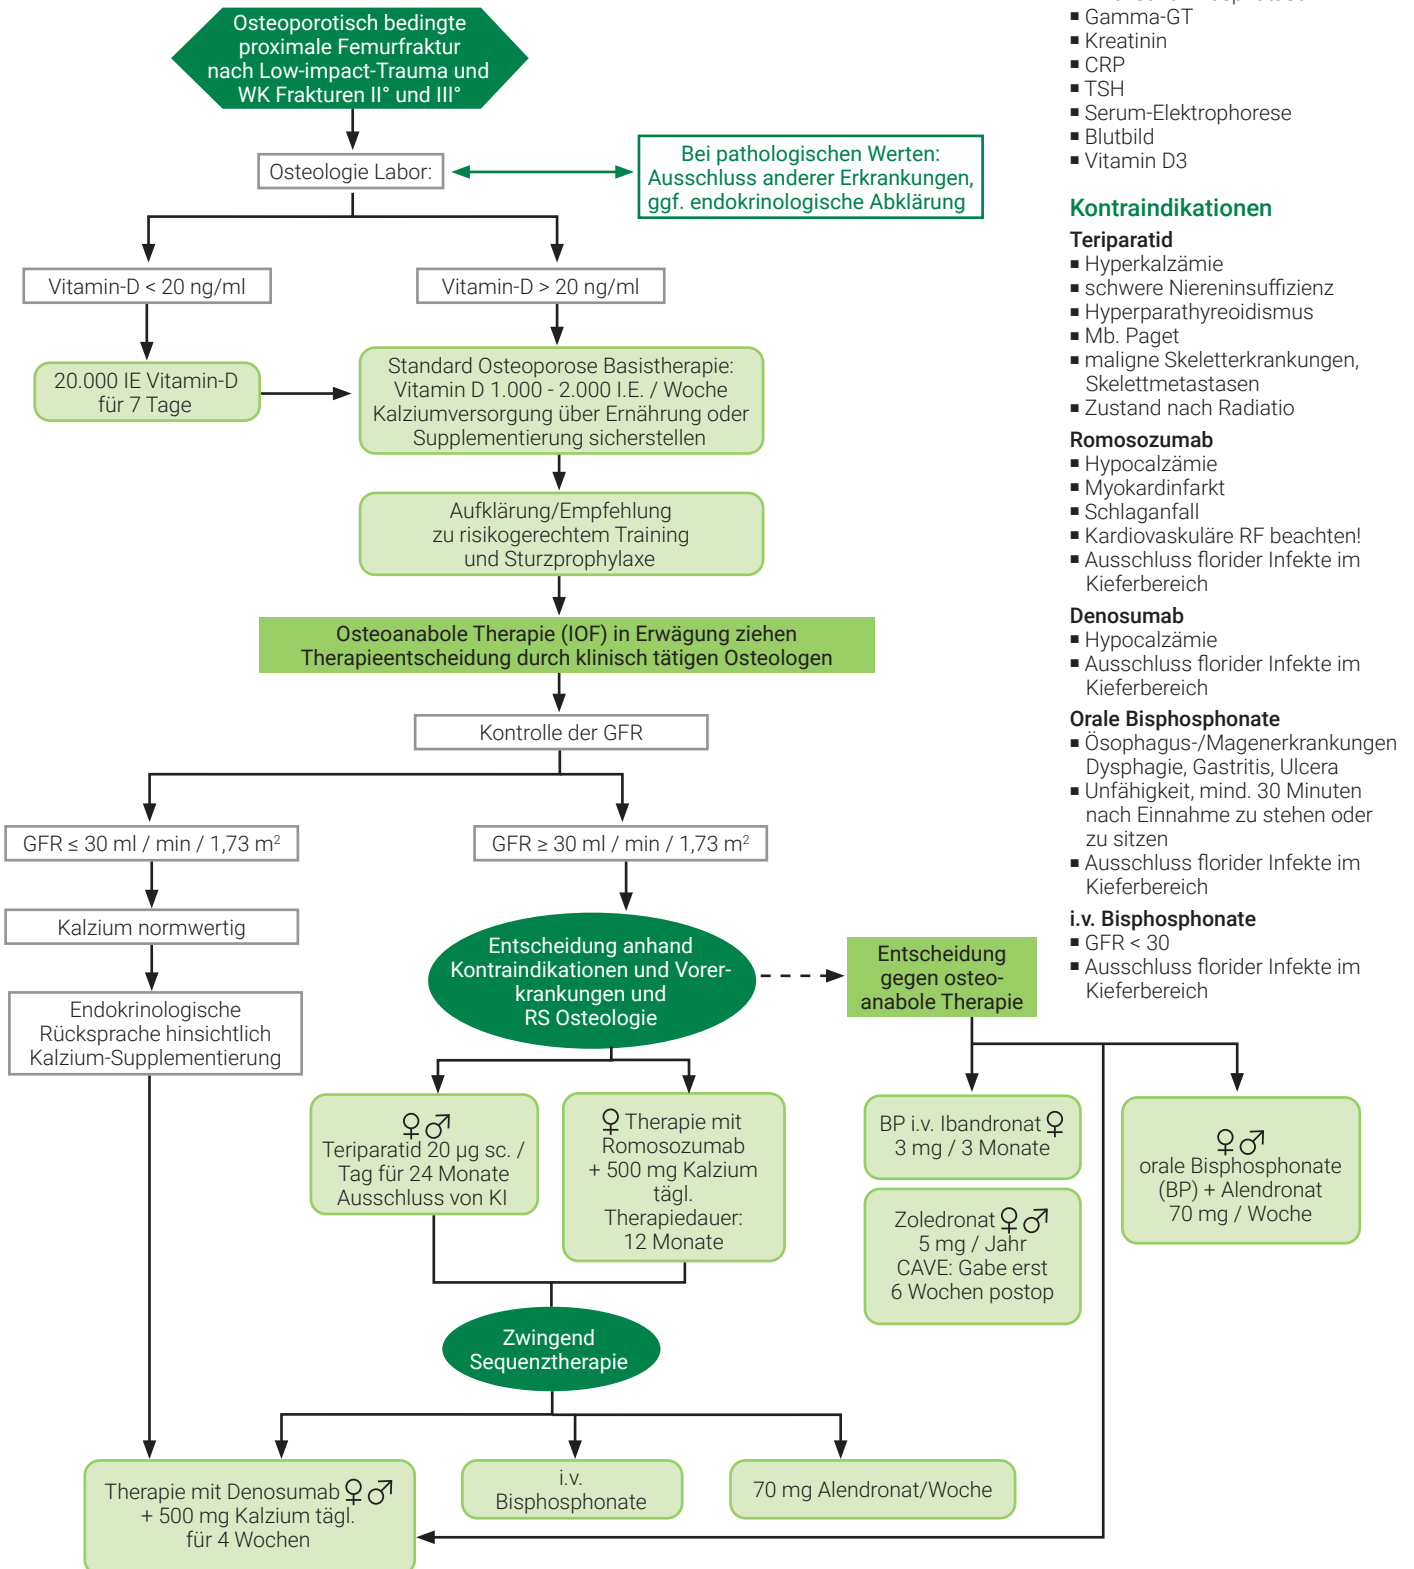 Osteoporotisch bedingte
proximale Femurfraktur
nach Low-impact-Trauma und
WK Frakturen II° und III°
Osteologie Labor:
Bei pathologischen Werten:
Ausschluss anderer Erkrankungen,
ggf. endokrinologische Abklärung
Vitamin-D < 20 ng/ml
Vitamin-D > 20 ng/ml
20.000 IE Vitamin-D
für 7 Tage
Standard Osteoporose Basistherapie:
Vitamin D 1.000 - 2.000 I.E. / Woche
Kalziumversorgung über Ernährung oder
Supplementierung sicherstellen
Aufklärung/Empfehlung
zu risikogerechtem Training
und Sturzprophylaxe
Osteoanabole Therapie (IOF) in Erwägung ziehen
Therapieentscheidung durch klinisch tätigen Osteologen
Kontrolle der GFR
GFR ≤ 30 ml / min / 1,73 m²
GFR ≥ 30 ml / min / 1,73 m²
Kalzium normwertig
Endokrinologische
Rücksprache hinsichtlich
Kalzium-Supplementierung
Entscheidung anhand
Kontraindikationen und Vorer-
krankungen und
RS Osteologie
Entscheidung
gegen osteo-
anabole Therapie
♀♂
Teriparatid 20 µg sc. /
Tag für 24 Monate
Ausschluss von KI
♀ Therapie mit
Romosozumab
+ 500 mg Kalzium
tägl.
Therapiedauer:
12 Monate
BP i.v. Ibandronat ♀
3 mg / 3 Monate
Zoledronat ♀♂
5 mg / Jahr
CAVE: Gabe erst
6 Wochen postop
♀♂
orale Bisphosphonate
(BP) + Alendronat
70 mg / Woche
Zwingend
Sequenztherapie
Therapie mit Denosumab ♀♂
+ 500 mg Kalzium tägl.
für 4 Wochen
i.v.
Bisphosphonate
70 mg Alendronat/Woche
▪ Gamma-GT
▪ Kreatinin
▪ CRP
▪ TSH
▪ Serum-Elektrophorese
▪ Blutbild
▪ Vitamin D3
Kontraindikationen
Teriparatid
▪ Hyperkalzämie
▪ schwere Niereninsuffizienz
▪ Hyperparathyreoidismus
▪ Mb. Paget
▪ maligne Skeletterkrankungen,
Skelettmetastasen
▪ Zustand nach Radiatio
Romosozumab
▪ Hypocalzämie
▪ Myokardinfarkt
▪ Schlaganfall
▪ Kardiovaskuläre RF beachten!
▪ Ausschluss florider Infekte im
Kieferbereich
Denosumab
▪ Hypocalzämie
▪ Ausschluss florider Infekte im
Kieferbereich
Orale Bisphosphonate
▪ Ösophagus-/Magenerkrankungen
Dysphagie, Gastritis, Ulcera
▪ Unfähigkeit, mind. 30 Minuten
nach Einnahme zu stehen oder
zu sitzen
▪ Ausschluss florider Infekte im
Kieferbereich
i.v. Bisphosphonate
▪ GFR < 30
▪ Ausschluss florider Infekte im
Kieferbereich